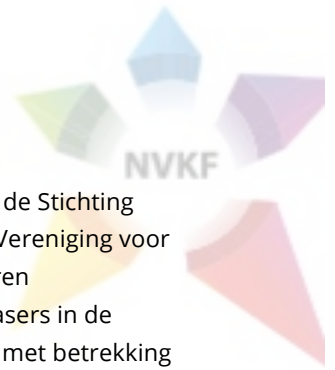 NVKF
de Stichting
Vereniging voor
ren
asers in de
met betrekking